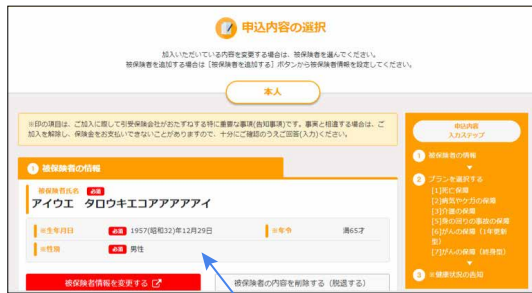 申込内容の選択
加入いただいている内容を変更する場合は、被保険者を選んでください。
被保険者を追加する場合は［被保険者を追加する］ボタンから被保険者情報を設定してください。
本人
※印の項目は、ご加入に際して引受保険会社がおたずねする特に重要な事項(告知事項)です。事実と相違する場合は、ご
加入を解除し、保険金をお支払いできないことがありますので、十分にご確認のうえご回答(入力)ください。
1 被保険者の情報
被保険者氏名 必須
アイウエ タロウキエコアアアアアイ
※生年月日 必須 1957(昭和32)年12月29日 ※年令 満65才
※性別 必須 男性
被保険者情報を変更する
被保険者の内容を削除する（脱退する）
申込内容
入力ステップ
1 被保険者の情報
2 プランを選択する
[1]死亡保障
[2]病気やケガの保障
[3]介護の保障
[5]身の回りの事故の保障
[6]がんの保障（1年更新
型）
[7]がんの保障（終身型）
3 ※健康状況の告知